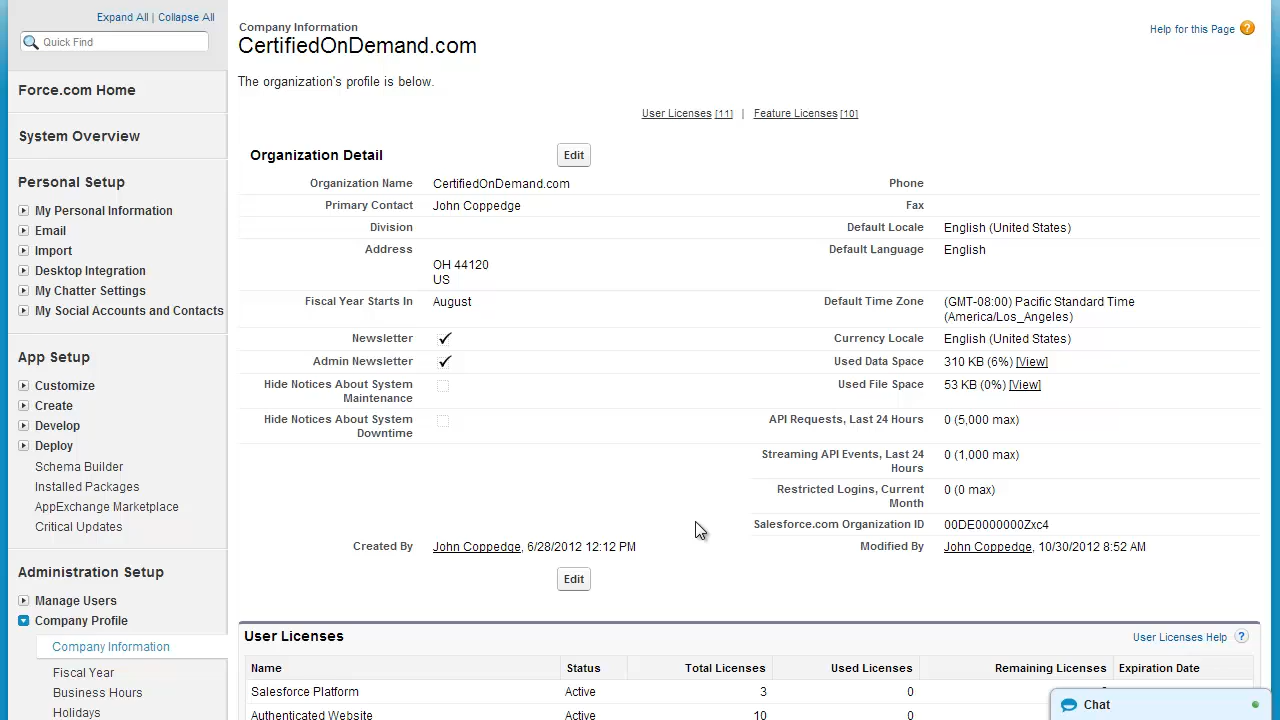 Expand All | Collapse All
Quick Find
Force.com Home
System Overview
Personal Setup
My Personal Information
Email
Import
Desktop Integration
My Chatter Settings
My Social Accounts and Contacts
App Setup
Customize
Create
Develop
Deploy
Schema Builder
Installed Packages
AppExchange Marketplace
Critical Updates
Administration Setup
Manage Users
Company Profile
Company Information
Fiscal Year
Business Hours
Holidays
Company Information
CertifiedOnDemand.com
Help for this Page ?
The organization's profile is below.
User Licenses [11] | Feature Licenses [10]
Organization Detail Edit
Organization Name CertifiedOnDemand.com
Primary Contact John Coppedge
Division
Address
OH 44120
US
Fiscal Year Starts In August
Newsletter
Admin Newsletter
Hide Notices About System
Maintenance
Hide Notices About System
Downtime
Phone
Fax
Default Locale English (United States)
Default Language English
Default Time Zone (GMT-08:00) Pacific Standard Time
(America/Los_Angeles)
Currency Locale English (United States)
Used Data Space 310 KB (6%) [View]
Used File Space 53 KB (0%) [View]
API Requests, Last 24 Hours 0 (5,000 max)
Streaming API Events, Last 24 0 (1,000 max)
Hours
Restricted Logins, Current 0 (0 max)
Month
Salesforce.com Organization ID 00DE0000000Zxc4
Created By John Coppedge, 6/28/2012 12:12 PM
Modified By John Coppedge, 10/30/2012 8:52 AM
Edit
User Licenses User Licenses Help ?
Name Status Total Licenses Used Licenses Remaining Licenses Expiration Date
Salesforce Platform Active 3 0
Authenticated Website Active 10 0
Chat